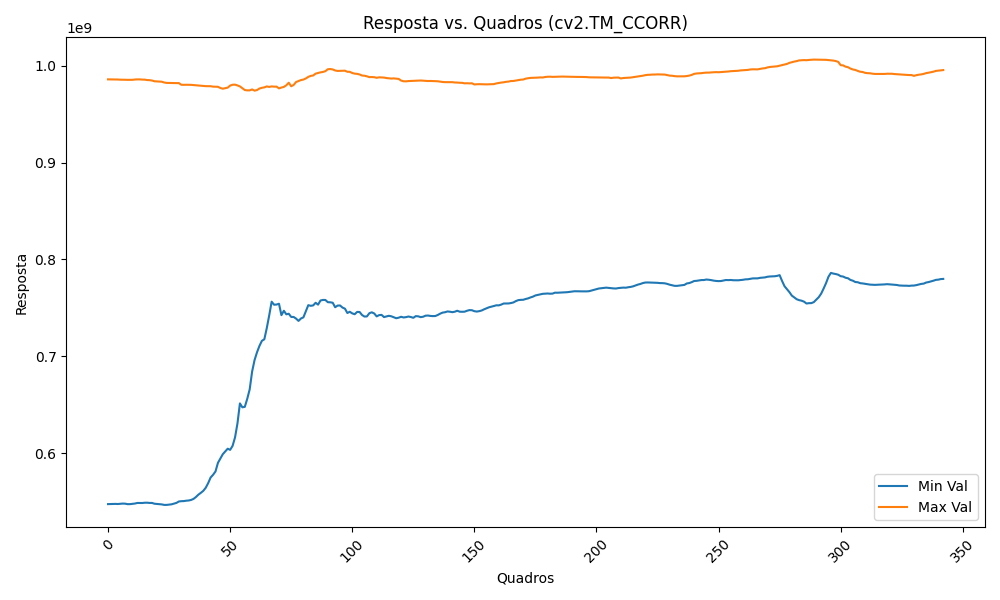 Resposta vs. Quadros (cv2.TM_CCORR)
1e9
1.0
0.9
0.8
0.7
0.6
Resposta
0
50
100
150
200
250
300
350
Quadros
Min Val
Max Val